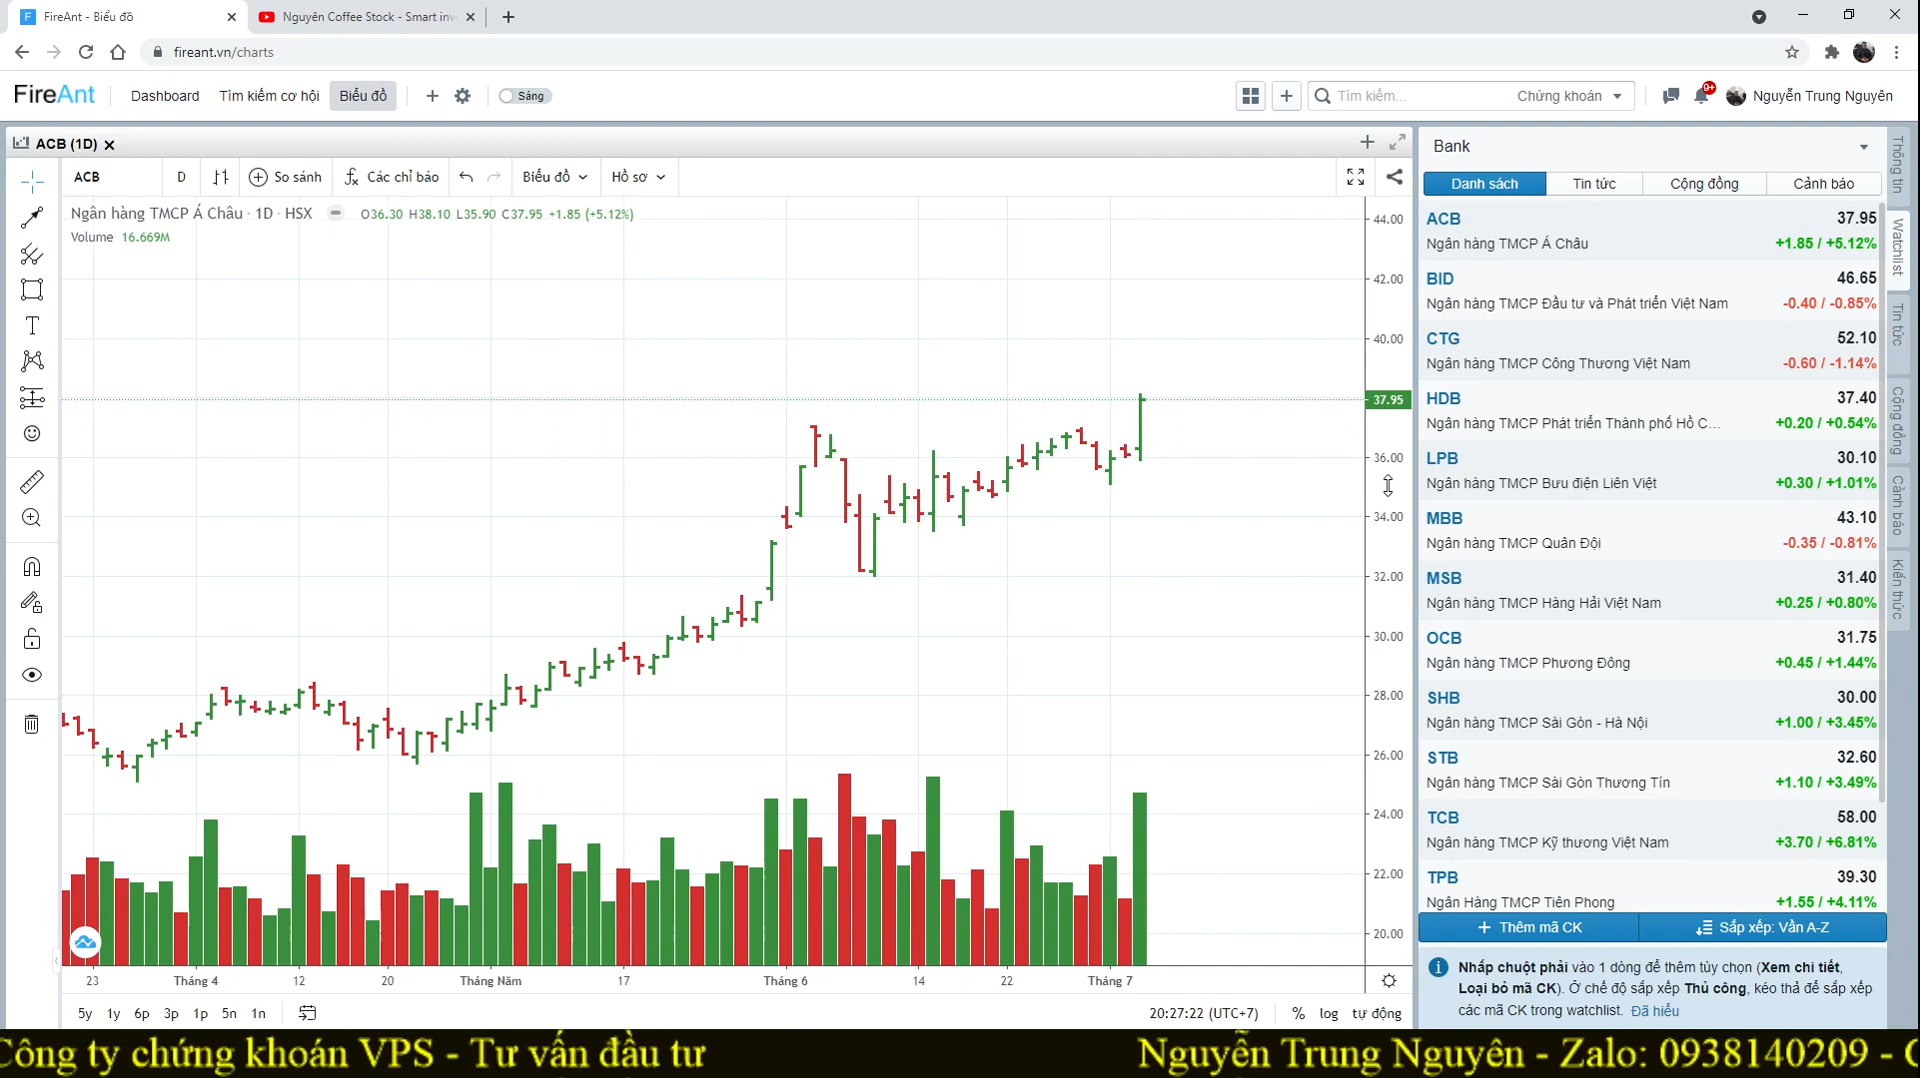 FireAnt - Biểu đồ
Nguyên Coffee Stock - Smart inv
fireant.vn/charts
FireAnt
Dashboard
Tìm kiếm cơ hội
Biểu đồ
Sáng
Tìm kiếm...
Chứng khoán
9+
Nguyễn Trung Nguyên
ACB (1D)
ACB
D
So sánh
Các chỉ báo
Biểu đồ
Hồ sơ
Ngân hàng TMCP Á Châu · 1D · HSX
O36.30 H38.10 L35.90 C37.95 +1.85 (+5.12%)
Volume 16.669M
44.00
42.00
40.00
37.95
36.00
34.00
32.00
30.00
28.00
26.00
24.00
22.00
20.00
23
Tháng 4
12
20
Tháng Năm
17
Tháng 6
14
22
Tháng 7
5y 1y 6p 3p 1p 5n 1n
20:27:22 (UTC+7)
% log tự động
Bank
Danh sách
Tin tức
Cộng đồng
Cảnh báo
ACB 37.95
Ngân hàng TMCP Á Châu +1.85 / +5.12%
BID 46.65
Ngân hàng TMCP Đầu tư và Phát triển Việt Nam -0.40 / -0.85%
CTG 52.10
Ngân hàng TMCP Công Thương Việt Nam -0.60 / -1.14%
HDB 37.40
Ngân hàng TMCP Phát triển Thành phố Hồ C... +0.20 / +0.54%
LPB 30.10
Ngân hàng TMCP Bưu điện Liên Việt +0.30 / +1.01%
MBB 43.10
Ngân hàng TMCP Quân Đội -0.35 / -0.81%
MSB 31.40
Ngân hàng TMCP Hàng Hải Việt Nam +0.25 / +0.80%
OCB 31.75
Ngân hàng TMCP Phương Đông +0.45 / +1.44%
SHB 30.00
Ngân hàng TMCP Sài Gòn - Hà Nội +1.00 / +3.45%
STB 32.60
Ngân hàng TMCP Sài Gòn Thương Tín +1.10 / +3.49%
TCB 58.00
Ngân hàng TMCP Kỹ thương Việt Nam +3.70 / +6.81%
TPB 39.30
Ngân Hàng TMCP Tiên Phong +1.55 / +4.11%
Thêm mã CK
Sắp xếp: Vần A-Z
Nhấp chuột phải vào 1 dòng để thêm tùy chọn (Xem chi tiết,
Loại bỏ mã CK). Ở chế độ sắp xếp Thủ công, kéo thả để sắp xếp
các mã CK trong watchlist. Đã hiểu
Thông tin
Watchlist
Tin tức
Cộng đồng
Cảnh báo
Kiến thức
Công ty chứng khoán VPS - Tư vấn đầu tư
Nguyễn Trung Nguyên - Zalo: 0938140209 - C